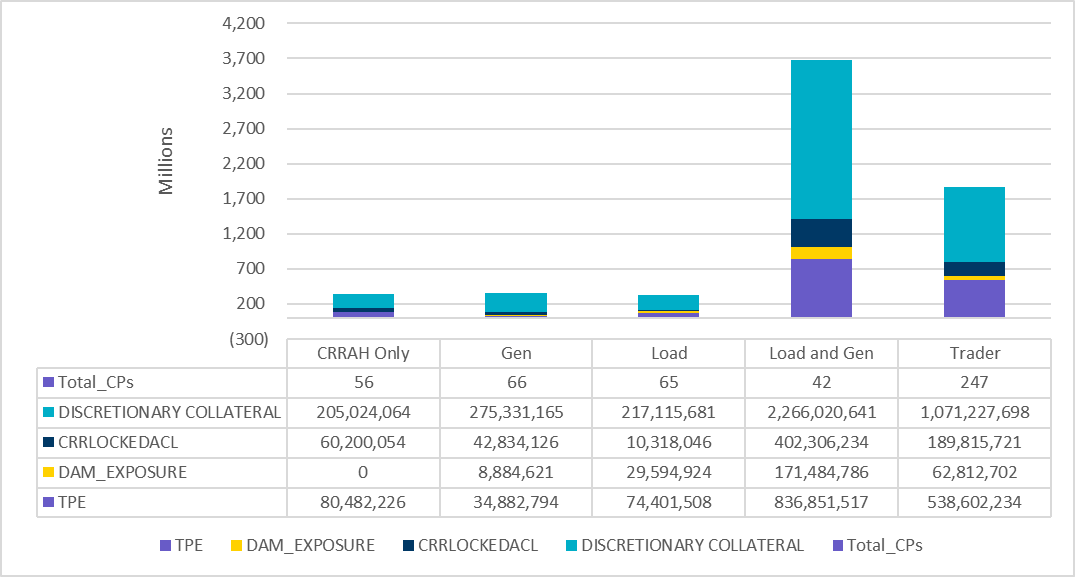 4,200
3,700
3,200
2,700
2,200
1,700
1,200
700
200
(300)
Millions
CRRAH Only Gen Load Load and Gen Trader
Total_CPs 56 66 65 42 247
DISCRETIONARY COLLATERAL 205,024,064 275,331,165 217,115,681 2,266,020,641 1,071,227,698
CRRLOCKEDACL 60,200,054 42,834,126 10,318,046 402,306,234 189,815,721
DAM_EXPOSURE 0 8,884,621 29,594,924 171,484,786 62,812,702
TPE 80,482,226 34,882,794 74,401,508 836,851,517 538,602,234
TPE DAM_EXPOSURE CRRLOCKEDACL DISCRETIONARY COLLATERAL Total_CPs